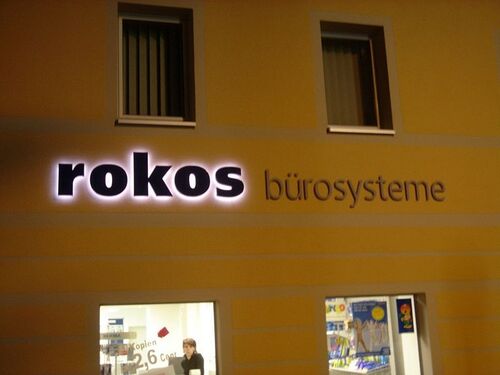 rokos bürosysteme
Kopien
2,6 Cent